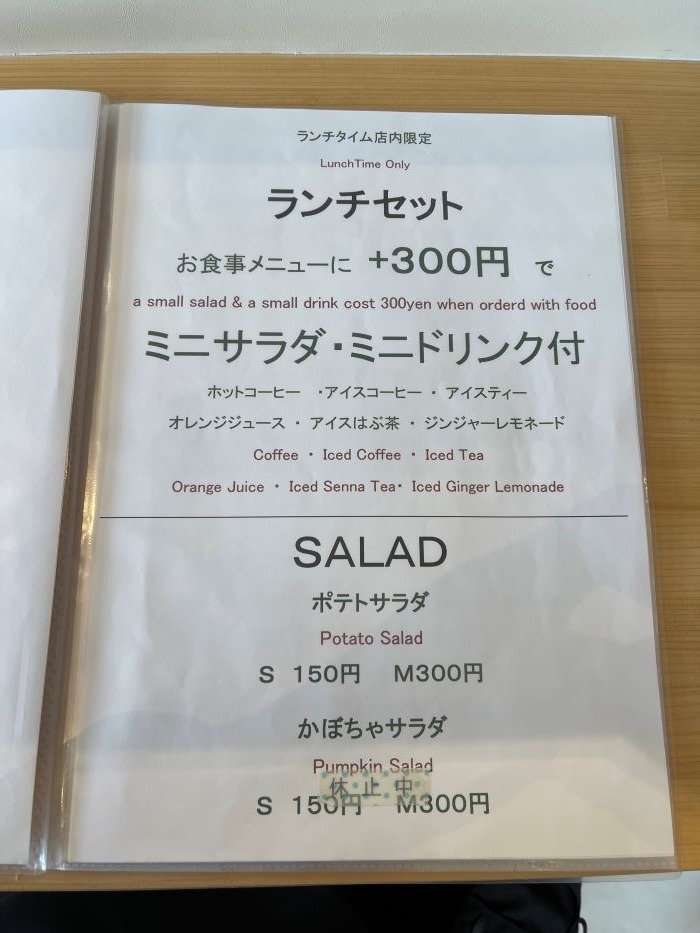 ランチタイム店内限定
LunchTime Only
ランチセット
お食事メニューに +300円 で
a small salad & a small drink cost 300yen when orderd with food
ミニサラダ・ミニドリンク付
ホットコーヒー ・アイスコーヒー ・ アイスティー
オレンジジュース ・ アイスはぶ茶 ・ ジンジャーレモネード
Coffee ・ Iced Coffee ・ Iced Tea
Orange Juice ・ Iced Senna Tea・ Iced Ginger Lemonade
SALAD
ポテトサラダ
Potato Salad
S 150円 M300円
かぼちゃサラダ
Pumpkin Salad
休止中
S 150円 M300円